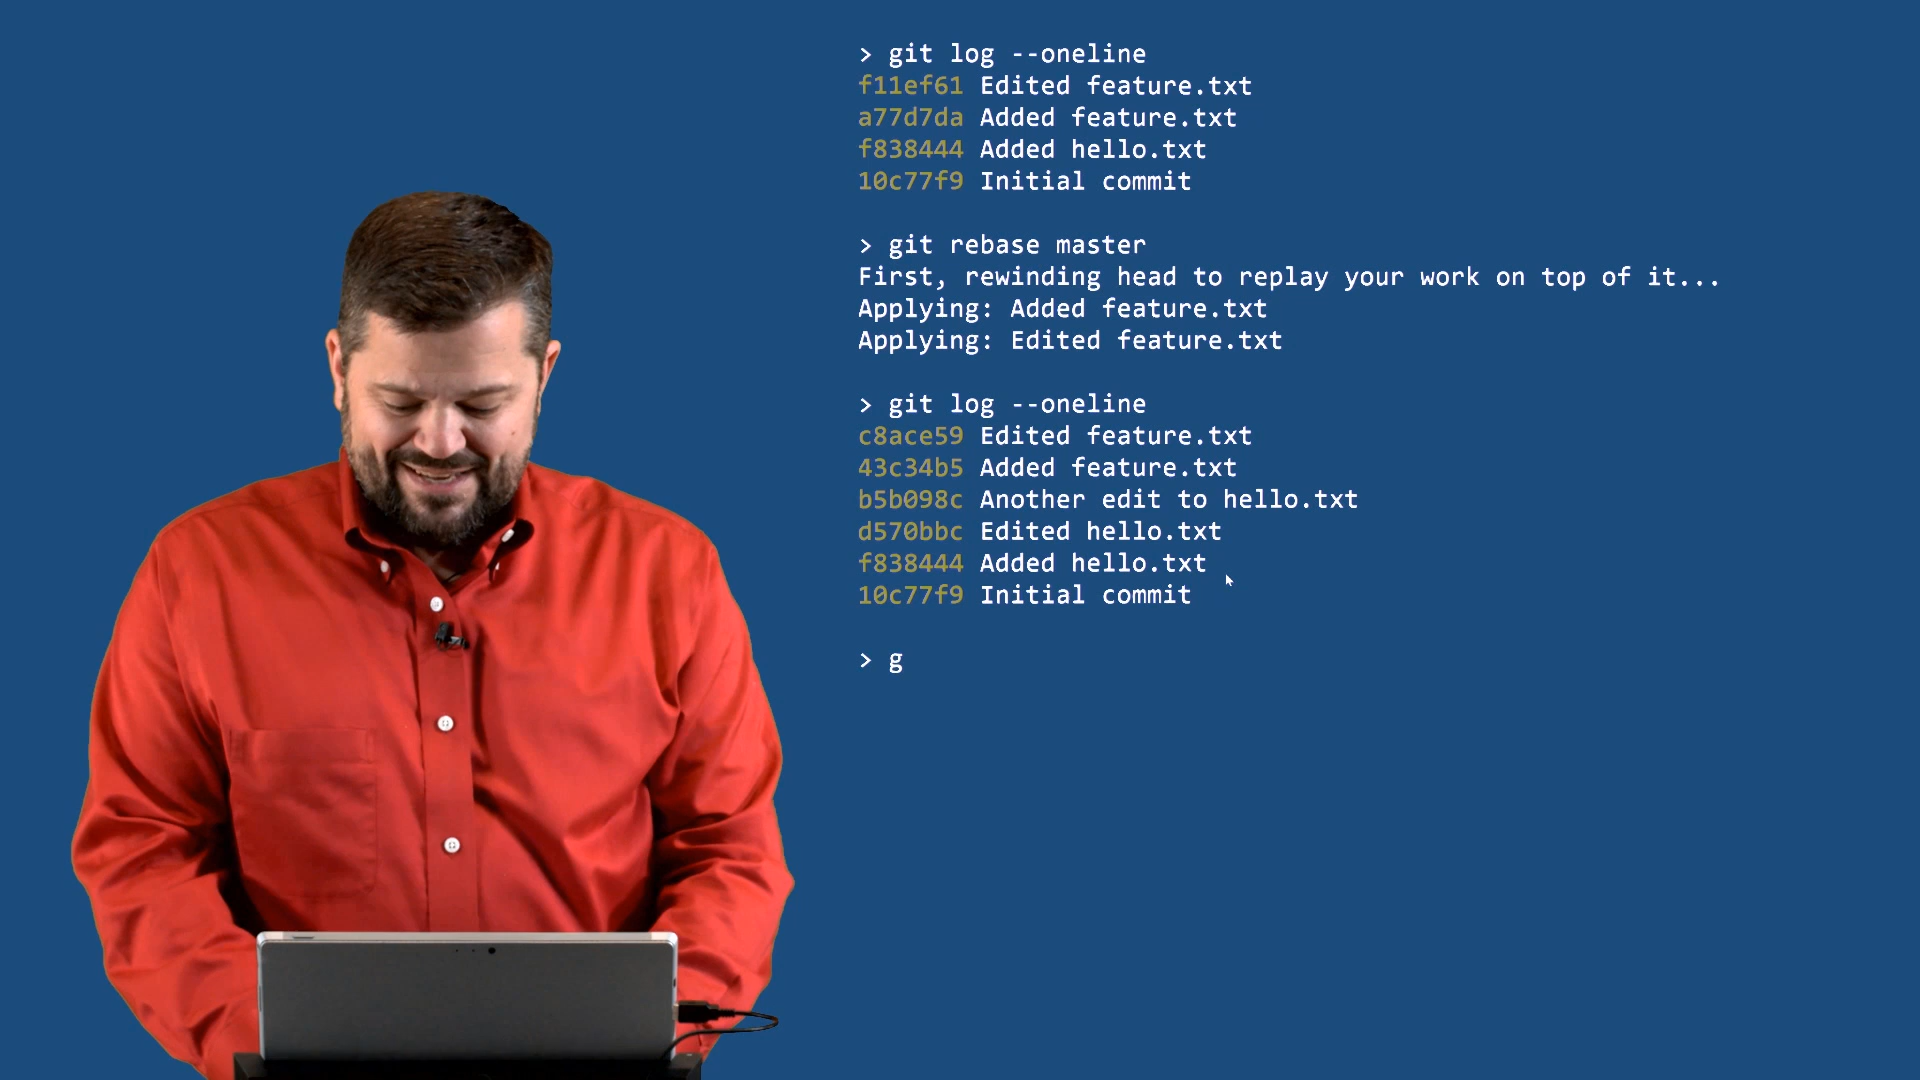 > git log --oneline
f11ef61 Edited feature.txt
a77d7da Added feature.txt
f838444 Added hello.txt
10c77f9 Initial commit
> git rebase master
First, rewinding head to replay your work on top of it...
Applying: Added feature.txt
Applying: Edited feature.txt
> git log --oneline
c8ace59 Edited feature.txt
43c34b5 Added feature.txt
b5b098c Another edit to hello.txt
d570bbc Edited hello.txt
f838444 Added hello.txt
10c77f9 Initial commit
> g